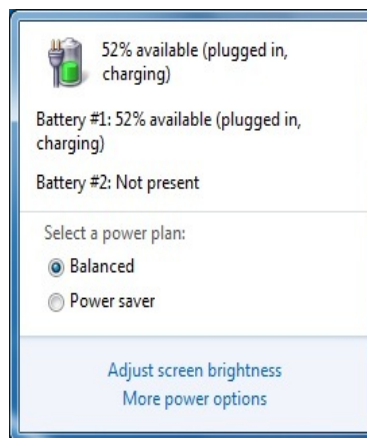 52% available (plugged in,
charging)
Battery #1: 52% available (plugged in,
charging)
Battery #2: Not present
Select a power plan:
Balanced
Power saver
Adjust screen brightness
More power options